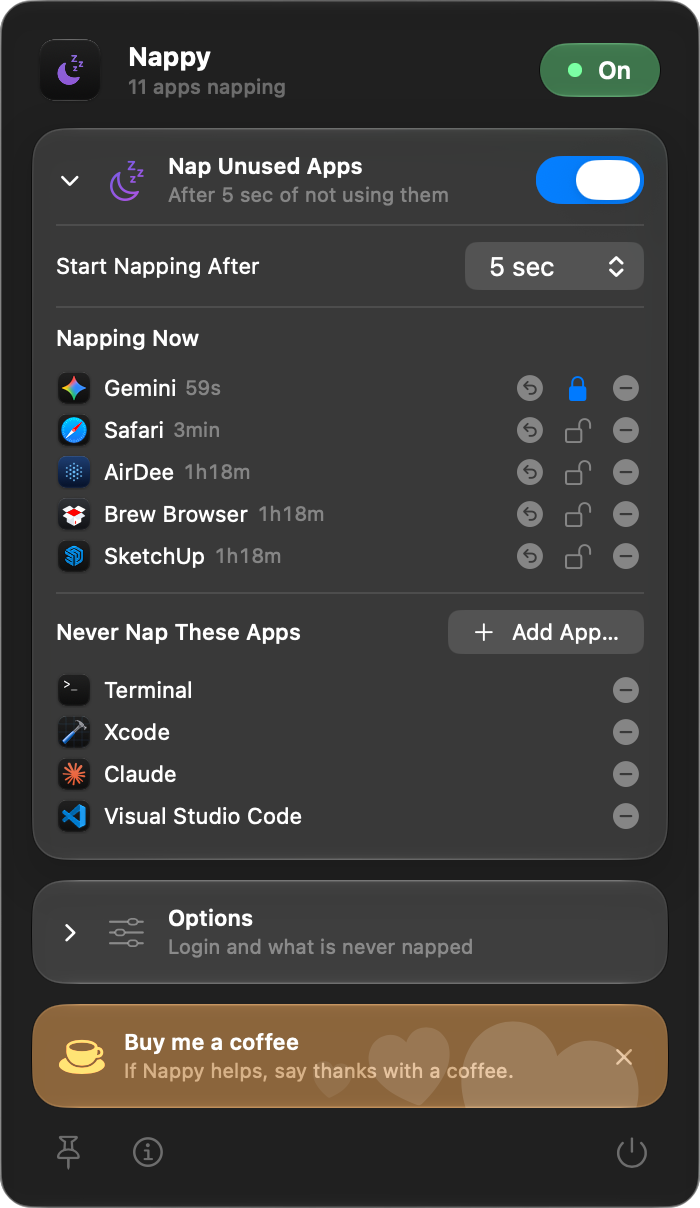 Nappy
11 apps napping
On
Nap Unused Apps
After 5 sec of not using them
Start Napping After
5 sec
Napping Now
Gemini 59s
Safari 3min
AirDee 1h18m
Brew Browser 1h18m
SketchUp 1h18m
Never Nap These Apps
Add App...
Terminal
Xcode
Claude
Visual Studio Code
Options
Login and what is never napped
Buy me a coffee
If Nappy helps, say thanks with a coffee.